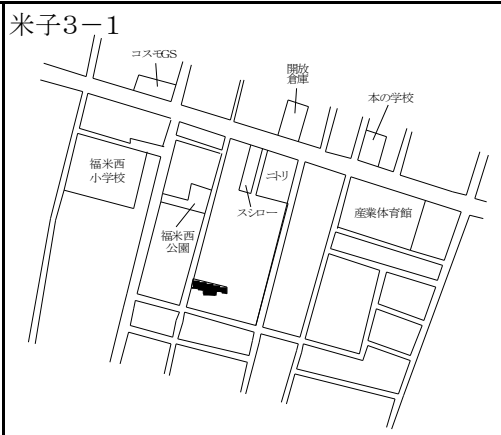 米子3－1
コスモGS
開放
倉庫
本の学校
福米西
小学校
ニトリ
スシロー
産業体育館
福米西
公園